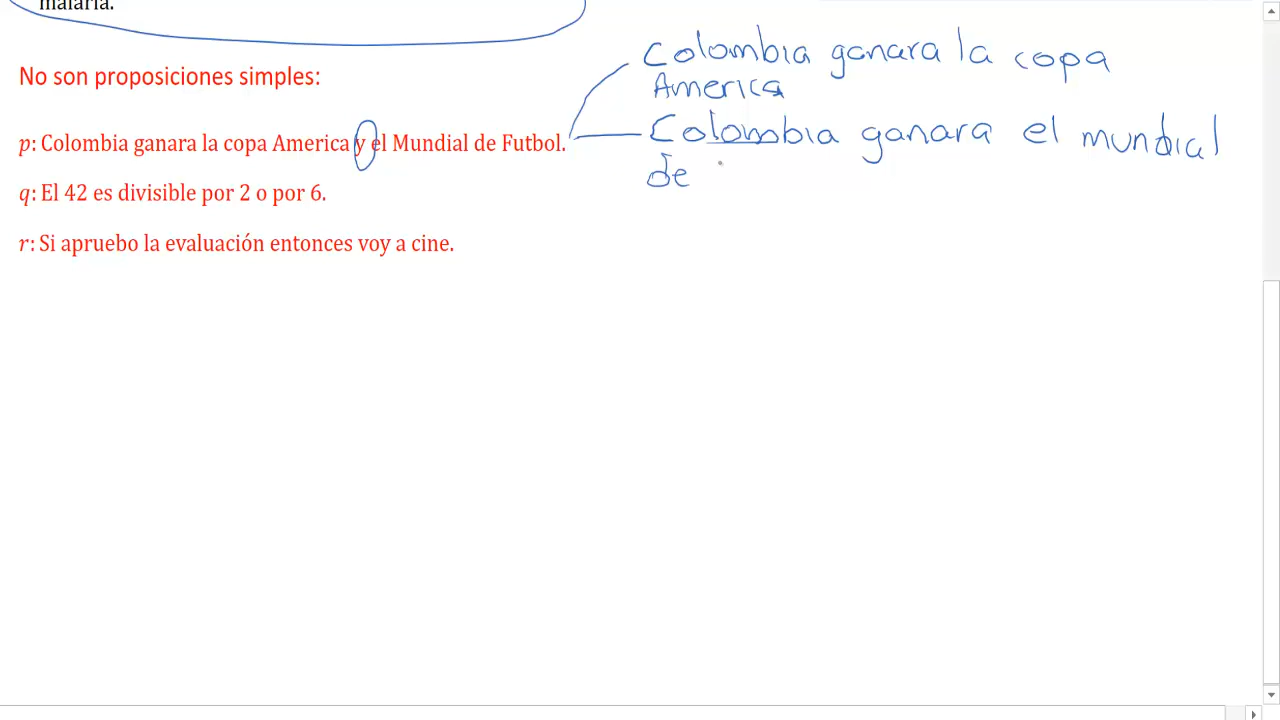 malaria.
No son proposiciones simples:
Colombia ganara la copa
America
p: Colombia ganara la copa America y el Mundial de Futbol.
Colombia ganara el mundial
de
q: El 42 es divisible por 2 o por 6.
r: Si apruebo la evaluación entonces voy a cine.